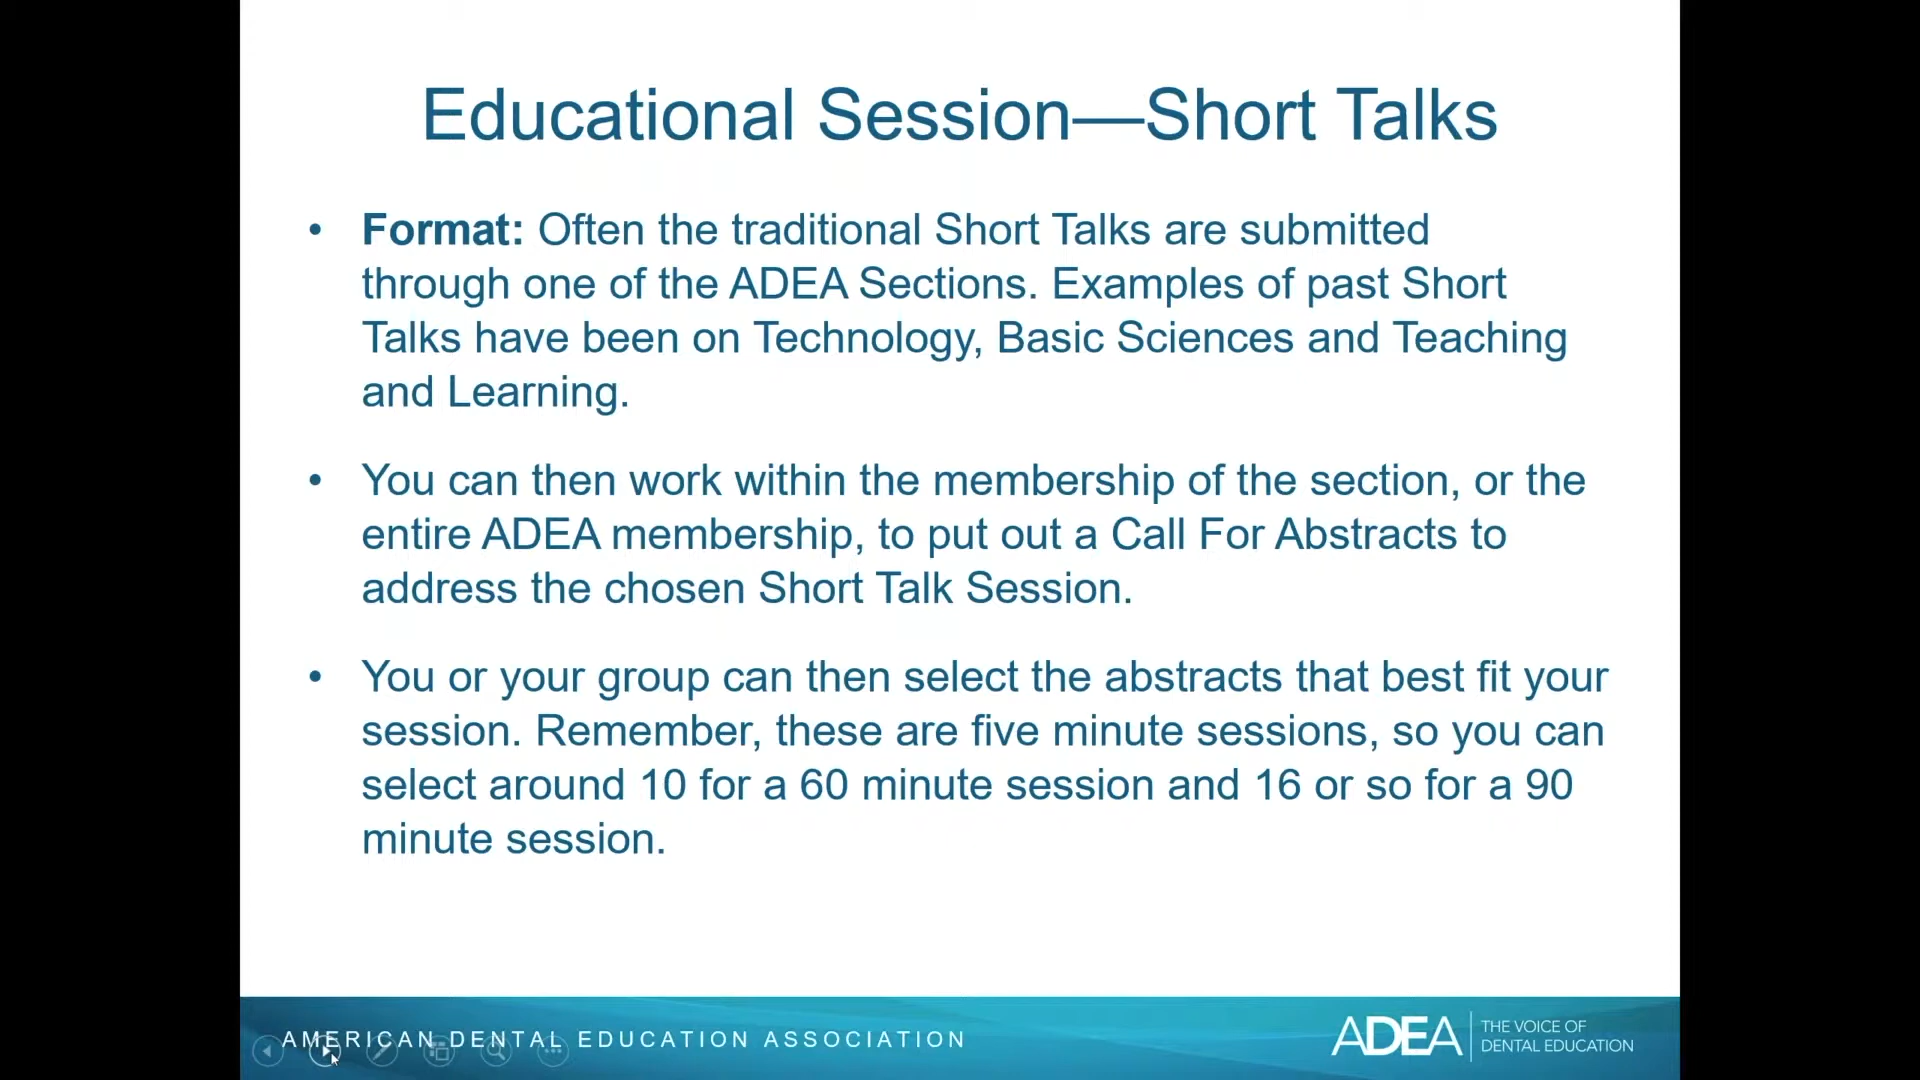 Educational Session—Short Talks
• Format: Often the traditional Short Talks are submitted
through one of the ADEA Sections. Examples of past Short
Talks have been on Technology, Basic Sciences and Teaching
and Learning.
• You can then work within the membership of the section, or the
entire ADEA membership, to put out a Call For Abstracts to
address the chosen Short Talk Session.
• You or your group can then select the abstracts that best fit your
session. Remember, these are five minute sessions, so you can
select around 10 for a 60 minute session and 16 or so for a 90
minute session.
AMERICAN DENTAL EDUCATION ASSOCIATION
ADEA
THE VOICE OF
DENTAL EDUCATION